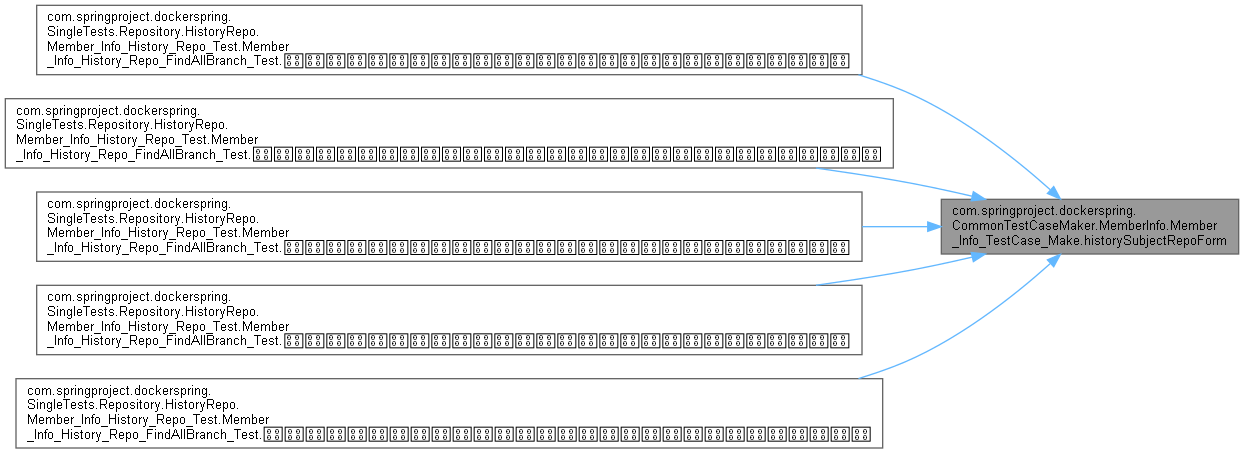 com.springproject.dockerspring.
SingleTests.Repository.HistoryRepo.
Member_Info_History_Repo_Test.Member
_Info_History_Repo_FindAllBranch_Test.
com.springproject.dockerspring.
SingleTests.Repository.HistoryRepo.
Member_Info_History_Repo_Test.Member
_Info_History_Repo_FindAllBranch_Test.
com.springproject.dockerspring.
SingleTests.Repository.HistoryRepo.
Member_Info_History_Repo_Test.Member
_Info_History_Repo_FindAllBranch_Test.
com.springproject.dockerspring.
CommonTestCaseMaker.MemberInfo.Member
_Info_TestCase_Make.historySubjectRepoForm
com.springproject.dockerspring.
SingleTests.Repository.HistoryRepo.
Member_Info_History_Repo_Test.Member
_Info_History_Repo_FindAllBranch_Test.
com.springproject.dockerspring.
SingleTests.Repository.HistoryRepo.
Member_Info_History_Repo_Test.Member
_Info_History_Repo_FindAllBranch_Test.